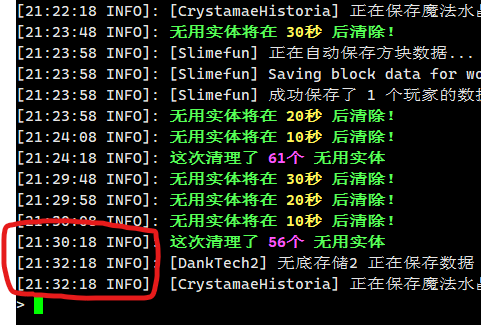 [21:22:18 INFO]: [CrystamaeHistoria] 正在保存魔法水晶
[21:23:48 INFO]: 无用实体将在 30秒 后清除!
[21:23:58 INFO]: [Slimefun] 正在自动保存方块数据...
[21:23:58 INFO]: [Slimefun] Saving block data for wo
[21:23:58 INFO]: [Slimefun] 成功保存了 1 个玩家的数据
[21:23:58 INFO]: 无用实体将在 20秒 后清除!
[21:24:08 INFO]: 无用实体将在 10秒 后清除!
[21:24:18 INFO]: 这次清理了 61个 无用实体
[21:29:48 INFO]: 无用实体将在 30秒 后清除!
[21:29:58 INFO]: 无用实体将在 20秒 后清除!
[21:30:08 INFO]: 无用实体将在 10秒 后清除!
[21:30:18 INFO]: 这次清理了 56个 无用实体
[21:32:18 INFO]: [DankTech2] 无底存储2 正在保存数据
[21:32:18 INFO]: [CrystamaeHistoria] 正在保存魔法水晶
>